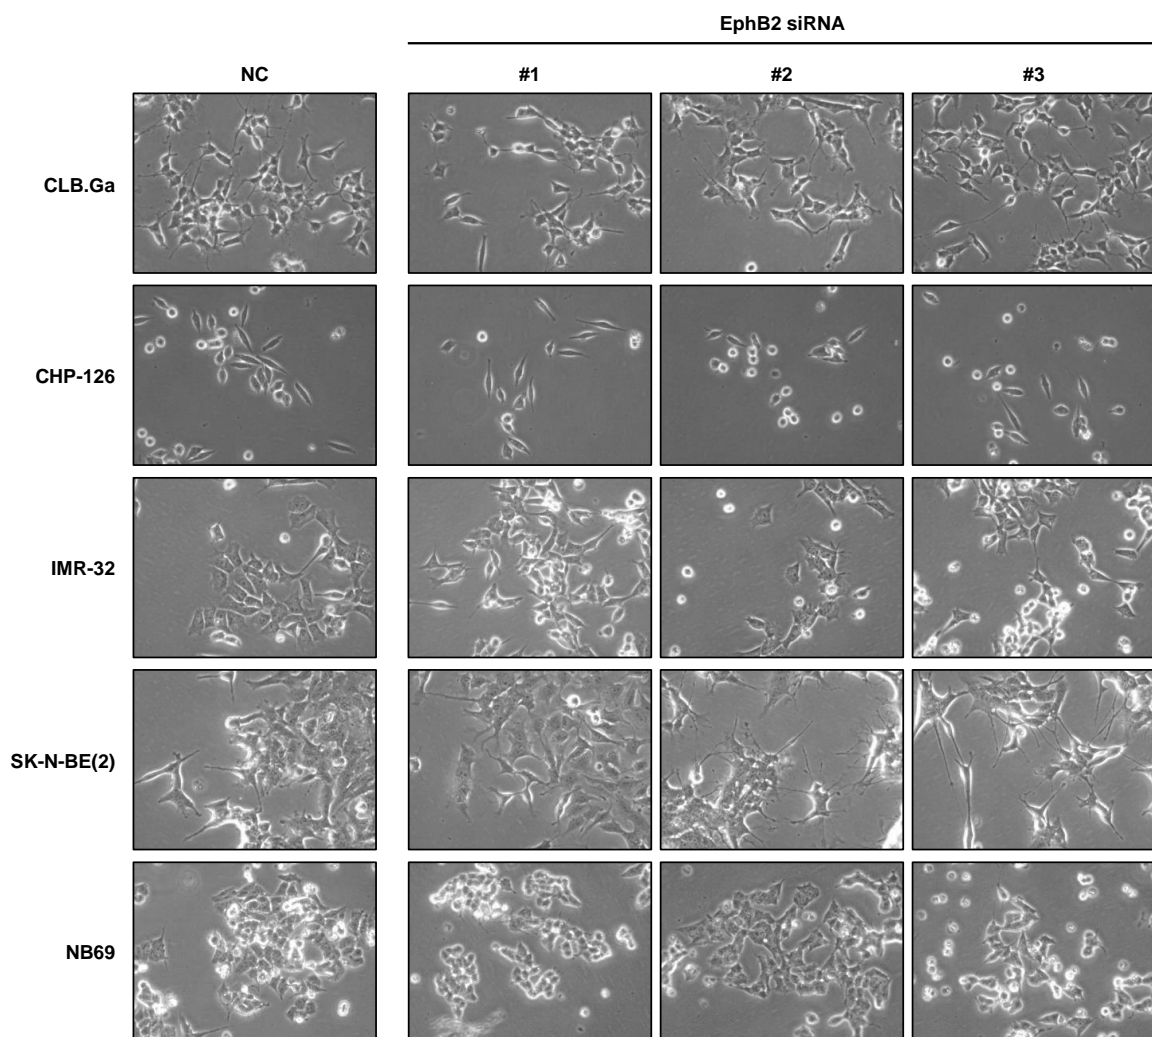 EphB2 siRNA
NC #1 #2 #3
CLB.Ga
CHP-126
IMR-32
SK-N-BE(2)
NB69